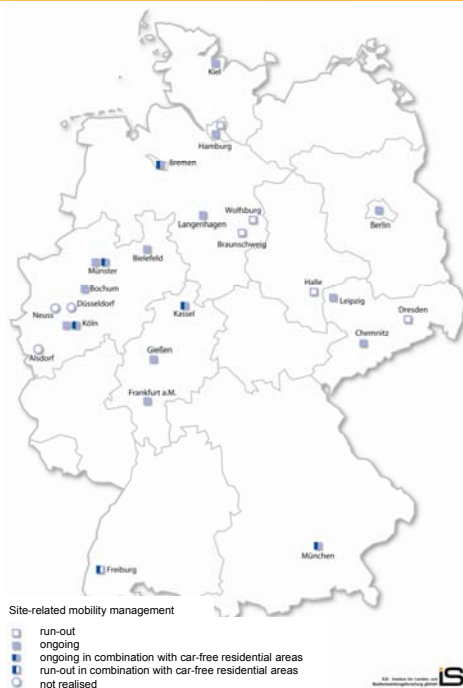 Kiel
Hamburg
Bremen
Wolfsburg
Langenhagen
Braunschweig
Berlin
Bielefeld
Münster
Bochum
Neuss
Düsseldorf
Köln
Alsdorf
Kassel
Halle
Leipzig
Dresden
Chemnitz
Gießen
Frankfurt a.M.
München
Freiburg
Site-related mobility management
run-out
ongoing
ongoing in combination with car-free residential areas
run-out in combination with car-free residential areas
not realised